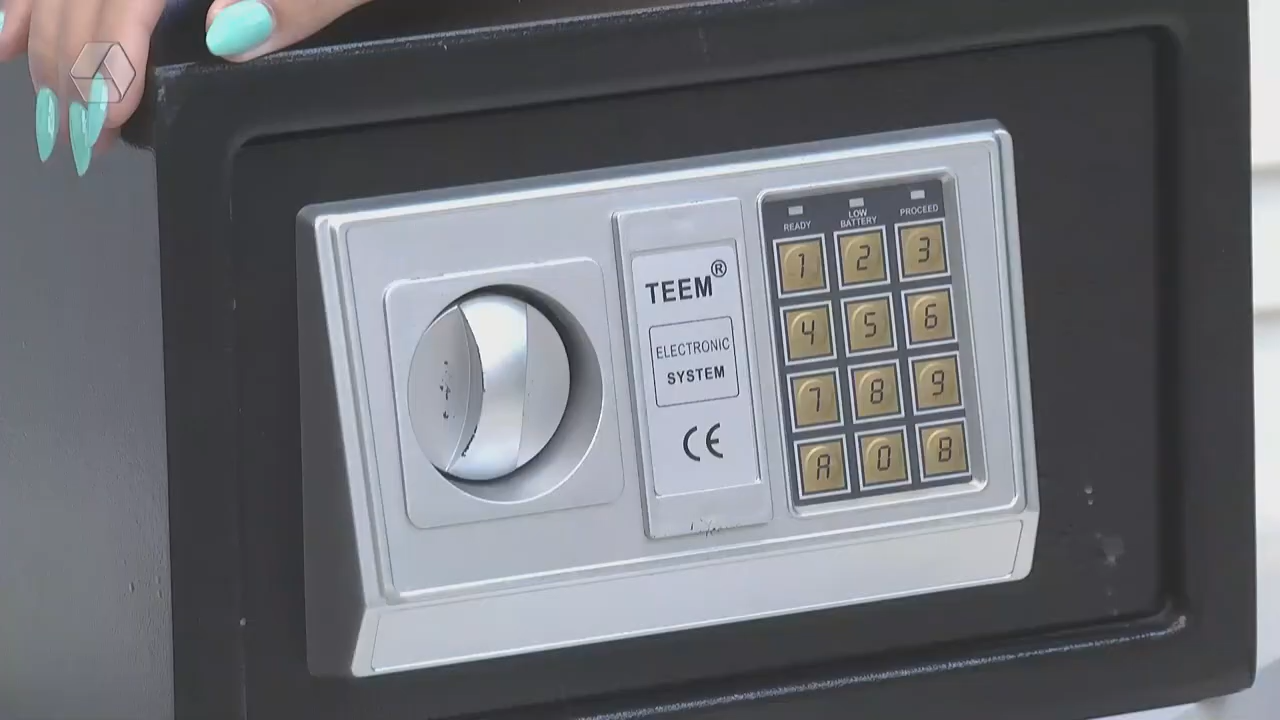 TEEM®
ELECTRONIC
SYSTEM
CE
READY
LOW
BATTERY
PROCEED
1 2 3
4 5 6
7 8 9
A 0 B